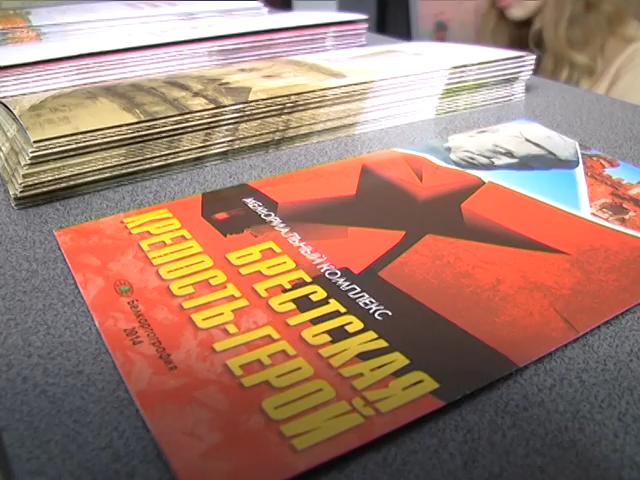 МЕМОРИАЛЬНЫЙ КОМПЛЕКС
БРЕСТСКАЯ
КРЕПОСТЬ-ГЕРОЙ
Белкартография
2014